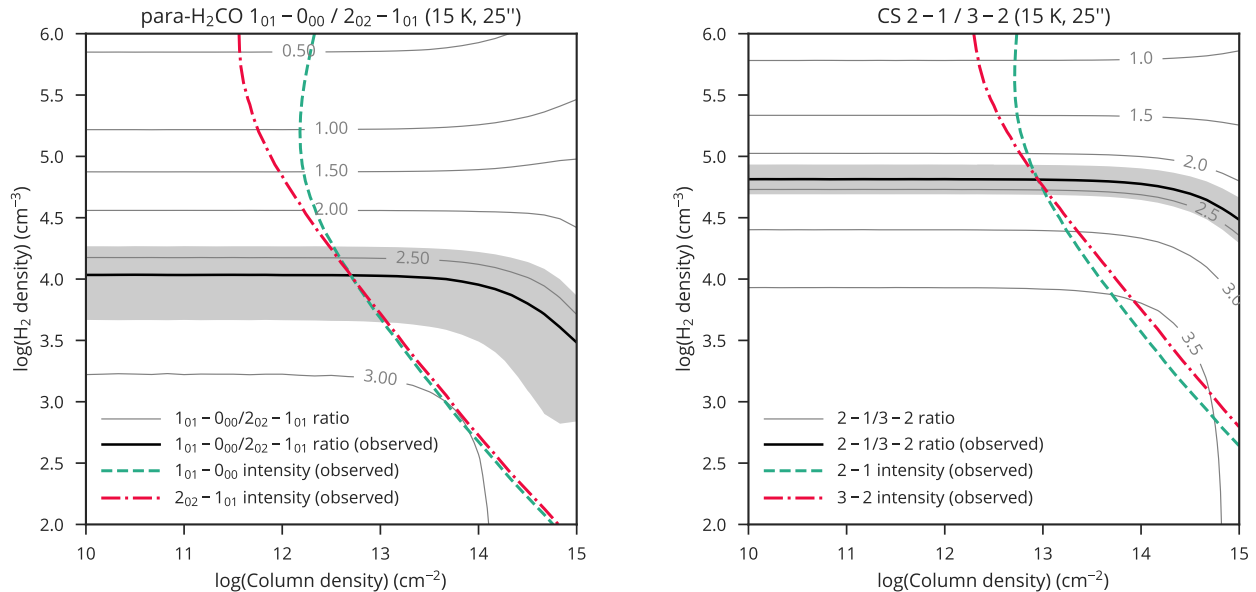 para-H₂CO 1₀₁ − 0₀₀ / 2₀₂ − 1₀₁ (15 K, 25'')
6.0
5.5
5.0
4.5
4.0
3.5
3.0
2.5
2.0
log(H₂ density) (cm⁻³)
0.50
1.00
1.50
2.00
2.50
3.00
1₀₁ − 0₀₀/2₀₂ − 1₀₁ ratio
1₀₁ − 0₀₀/2₀₂ − 1₀₁ ratio (observed)
1₀₁ − 0₀₀ intensity (observed)
2₀₂ − 1₀₁ intensity (observed)
10 11 12 13 14 15
log(Column density) (cm⁻²)
CS 2 − 1 / 3 − 2 (15 K, 25'')
6.0
5.5
5.0
4.5
4.0
3.5
3.0
2.5
2.0
log(H₂ density) (cm⁻³)
1.0
1.5
2.0
2.5
3.0
3.5
2 − 1/3 − 2 ratio
2 − 1/3 − 2 ratio (observed)
2 − 1 intensity (observed)
3 − 2 intensity (observed)
10 11 12 13 14 15
log(Column density) (cm⁻²)